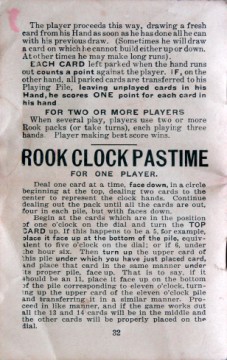 The player proceeds this way, drawing a fresh
card from his Hand as soon as he has done all he can
with his previous draw. (Sometimes he will draw
a card on which he cannot build either up or down.
At other times he may make long runs).
EACH CARD left parked when the hand runs
out counts a point against the player. IF, on the
other hand, all parked cards are transferred to his
Playing Pile, leaving unplayed cards in his
Hand, he scores ONE point for each card in
his hand
FOR TWO OR MORE PLAYERS
When several play, players use two or more
Rook packs (or take turns), each playing three
hands. Player making best score wins.
ROOK CLOCK PASTIME
FOR ONE PLAYER.
Deal one card at a time, face down, in a circle
beginning at the top, dealing two cards to the
center to represent the clock hands. Continue
dealing out the pack until all the cards are out,
four in each pile, but with faces down.
Begin at the cards which are in the position
of one o'clock on the dial and turn the TOP
CARD up. If this happens to be a 5, for example,
place it face up at the bottom of the pile, equiv-
alent to five o'clock on the dial; or if 6, under
the hour six. Then turn up the upper card of
this pile under which you have just placed card,
and place that card in the same manner under
its proper pile, face up. That is to say, if it
should be an 11, place it face up on the bottom
of the pile corresponding to eleven o'clock, turn-
ing up the upper card of the eleven o'clock pile
and transferring it in a similar manner. Pro-
ceed in like manner, and if the game works out
all the 13 and 14 cards will be in the middle and
the other cards will be properly placed on the
dial.
32